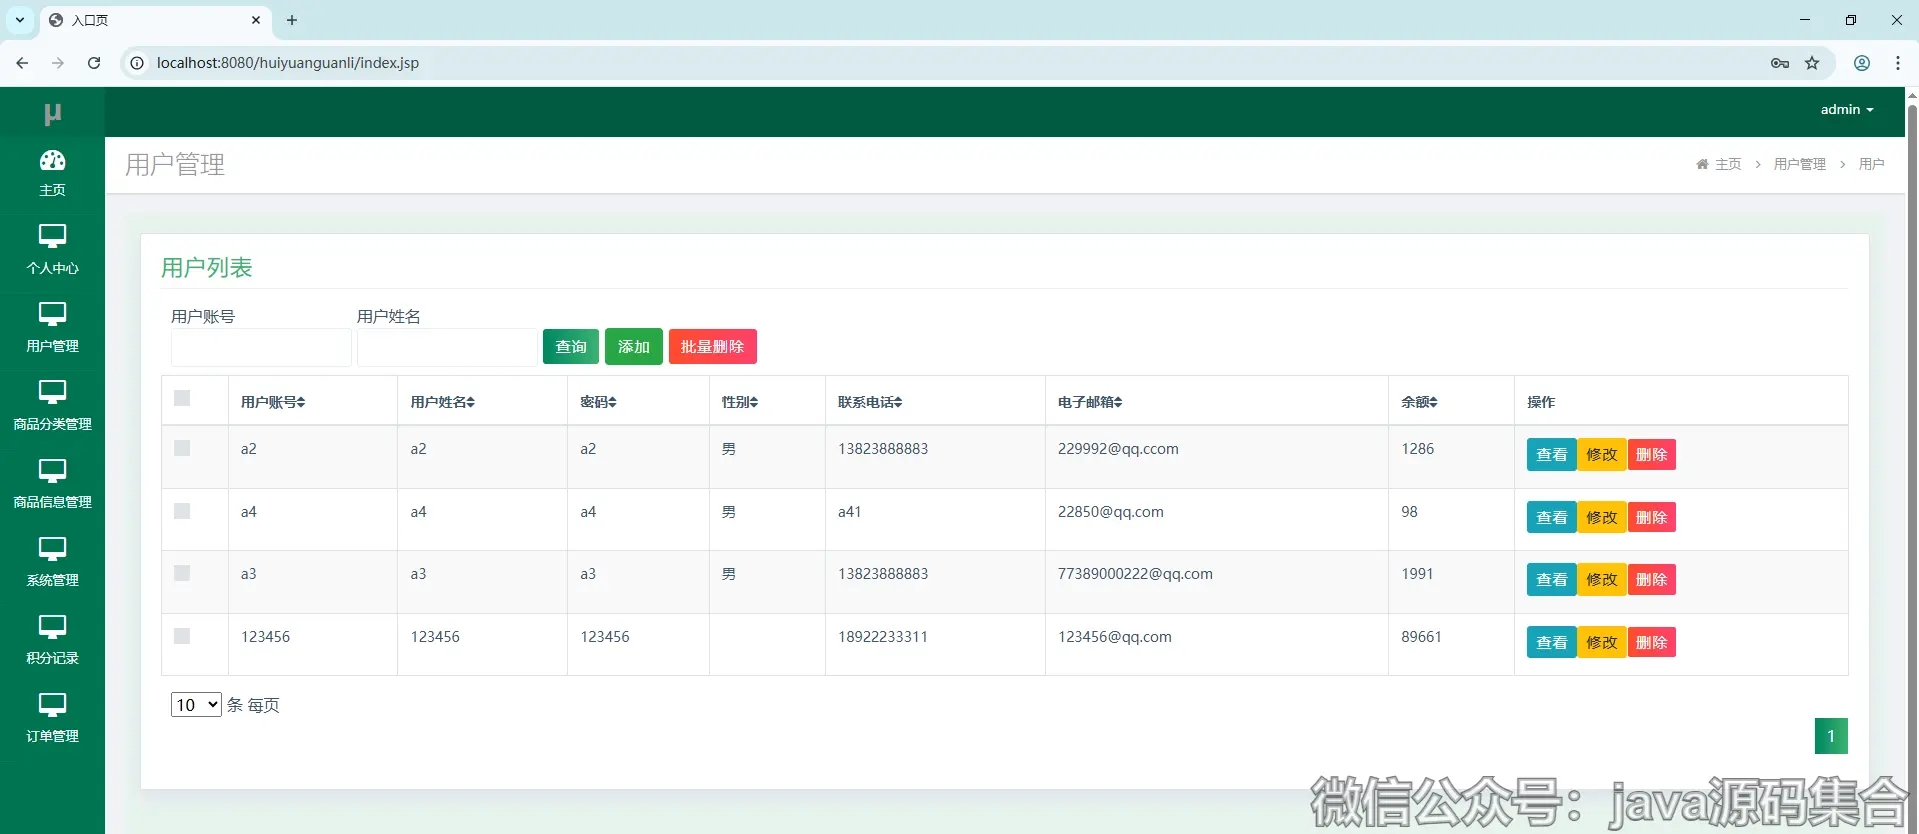 入口页
localhost:8080/huiyuanguanli/index.jsp
μ
admin
主页
个人中心
用户管理
商品分类管理
商品信息管理
系统管理
积分记录
订单管理
用户管理
主页 > 用户管理 > 用户
用户列表
用户账号 用户姓名
查询 添加 批量删除
用户账号 用户姓名 密码 性别 联系电话 电子邮箱 余额 操作
a2 a2 a2 男 13823888883 229992@qq.ccom 1286 查看 修改 删除
a4 a4 a4 男 a41 22850@qq.com 98 查看 修改 删除
a3 a3 a3 男 13823888883 77389000222@qq.com 1991 查看 修改 删除
123456 123456 123456 18922233311 123456@qq.com 89661 查看 修改 删除
10 条 每页
1
微信公众号：java源码集合